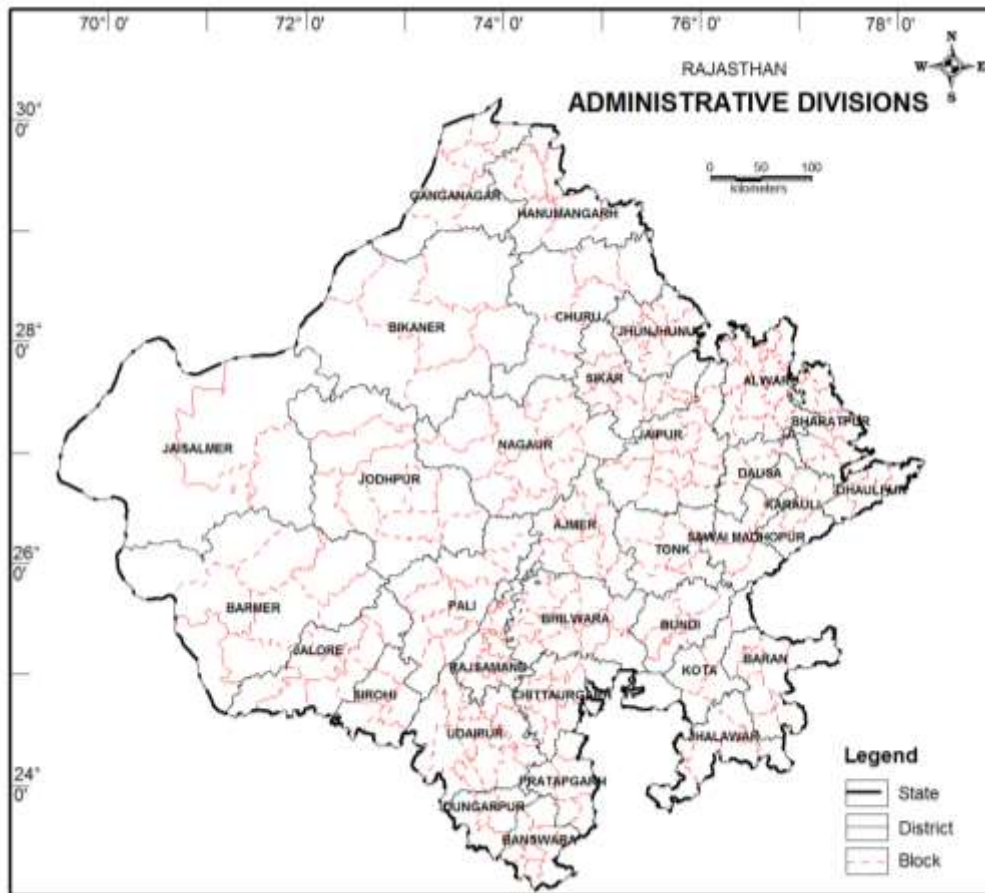 70° 0' 72° 0' 74° 0' 76° 0' 78° 0'
N
W E
S
RAJASTHAN
ADMINISTRATIVE DIVISIONS
30°
0'
0 50 100
kilometers
GANGANAGAR
HANUMANGARH
28°
0'
BIKANER
CHURU
JHUNJHUNU
SIKAR
ALWAR
BHARATPUR
JAISALMER
NAGAUR
JAIPUR
JODHPUR
DAUSA
DHAULPUR
KARAULI
AJMER
26°
0'
TONK
SAWAI MADHOPUR
BARMER
PALI
BHILWARA
BUNDI
JALORE
RAJSAMAND
KOTA
BARAN
SIROHI
CHITTAURGARH
UDAIPUR
JHALAWAR
24°
0'
PRATAPGARH
DUNGARPUR
BANSWARA
Legend
State
District
Block